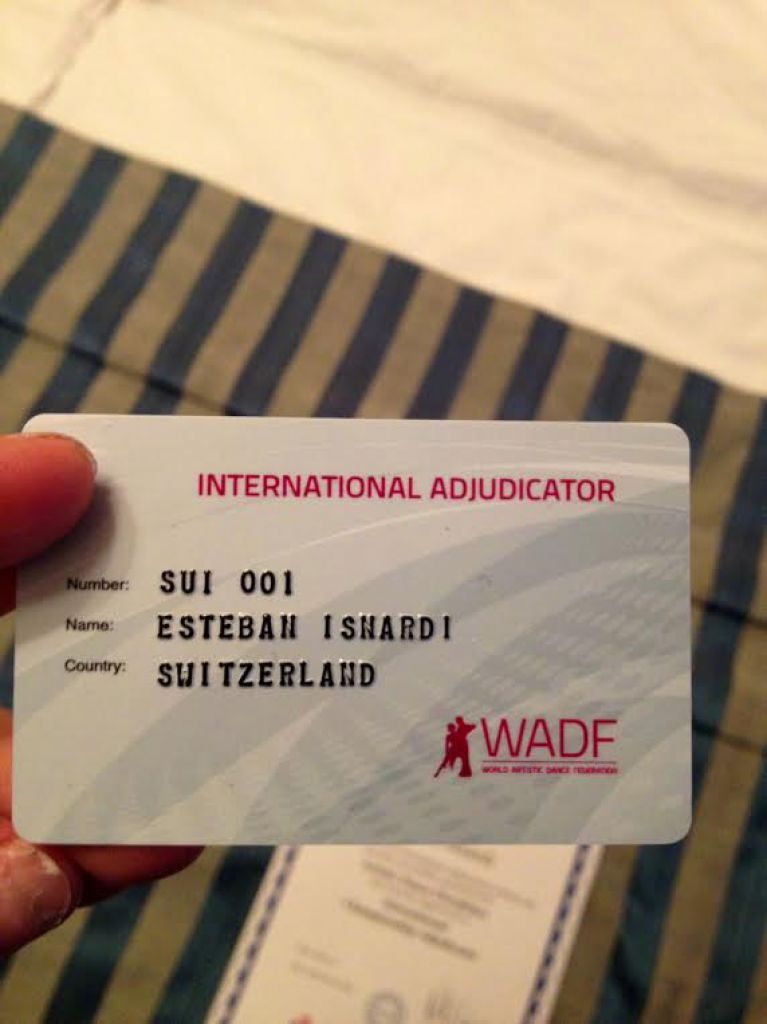 INTERNATIONAL ADJUDICATOR
Number: SUI 001
Name: ESTEBAN ISNARDI
Country: SWITZERLAND
WADF
WORLD ARTISTIC DANCE FEDERATION